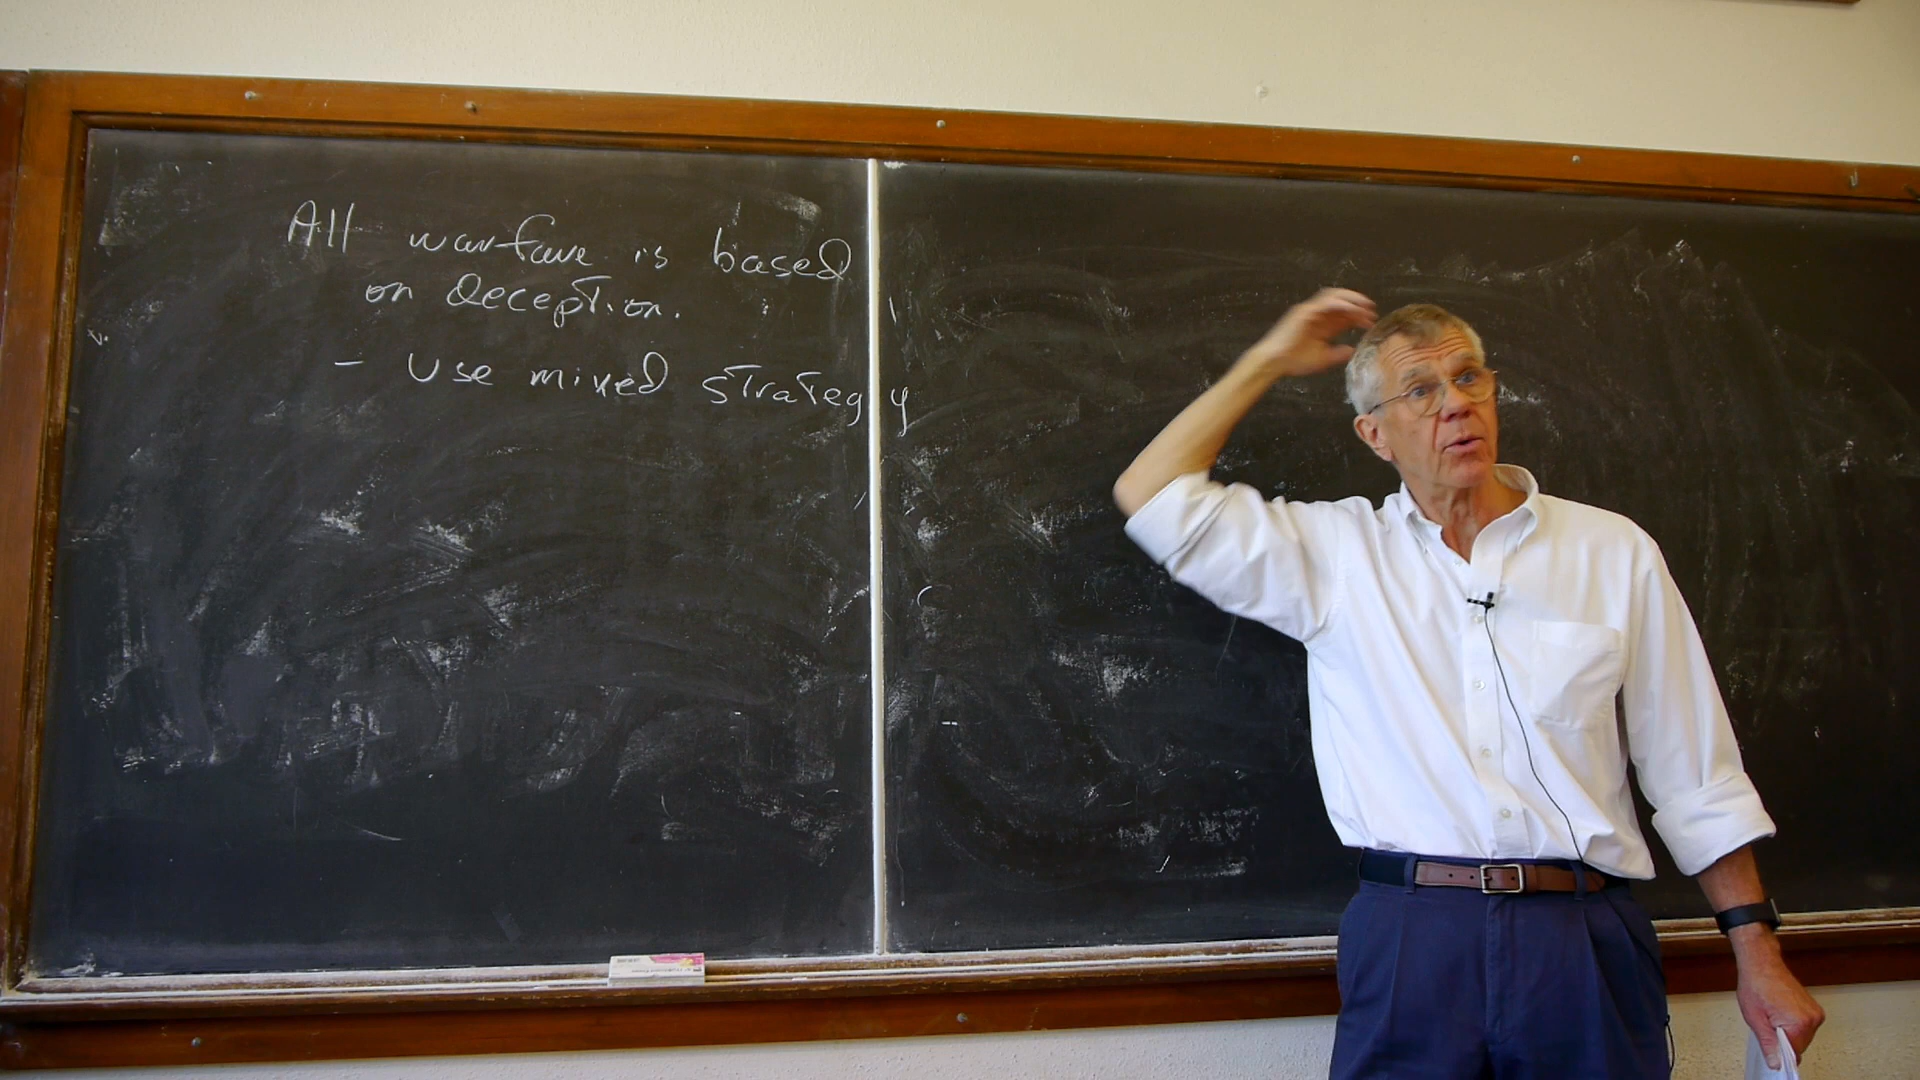 All warfare is based
on deception.
- Use mixed strategy